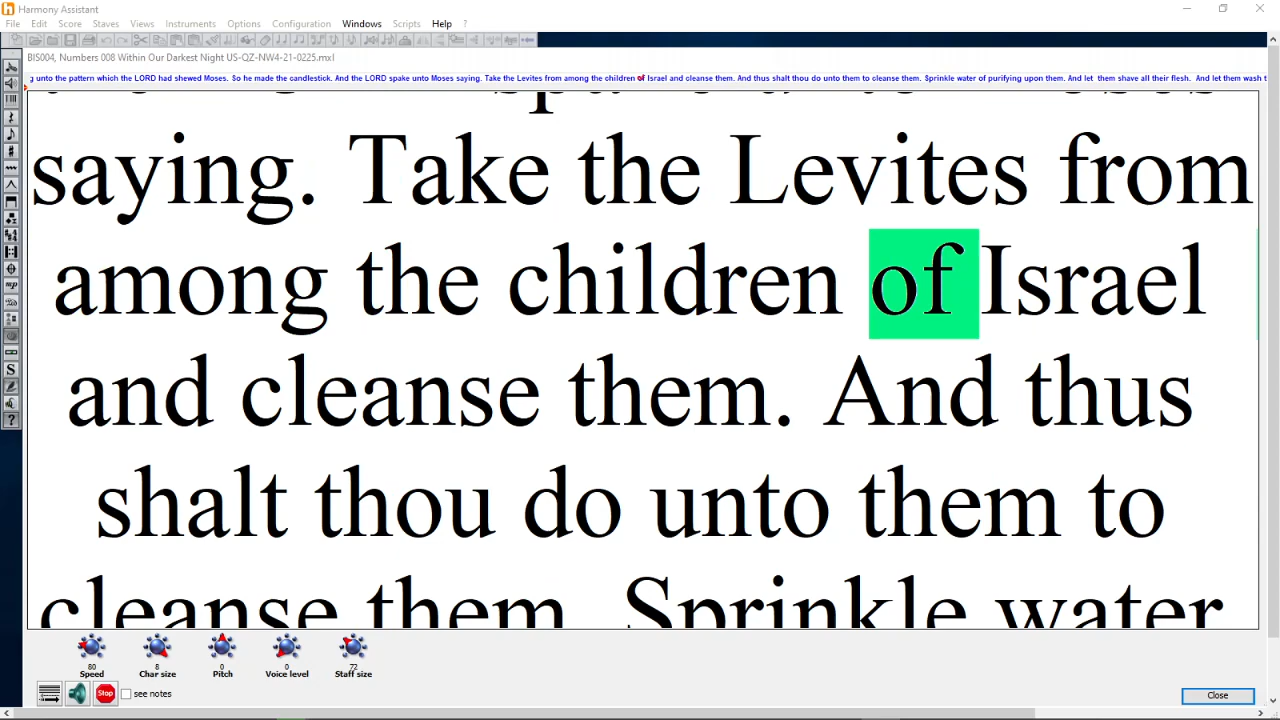 Harmony Assistant
File Edit Score Staves Views Instruments Options Configuration Windows Scripts Help ?
BIS004, Numbers 008 Within Our Darkest Night US-QZ-NW4-21-0225.mxl
g unto the pattern which the LORD had shewed Moses. So he made the candlestick. And the LORD spake unto Moses saying. Take the Levites from among the children of Israel and cleanse them. And thus shalt thou do unto them to cleanse them. Sprinkle water of purifying upon them. And let them shave all their flesh. And let them wash t
saying. Take the Levites from
among the children of Israel
and cleanse them. And thus
shalt thou do unto them to
cleanse them. Sprinkle water
80 8 0 0 72
Speed Char size Pitch Voice level Staff size
Stop see notes Close